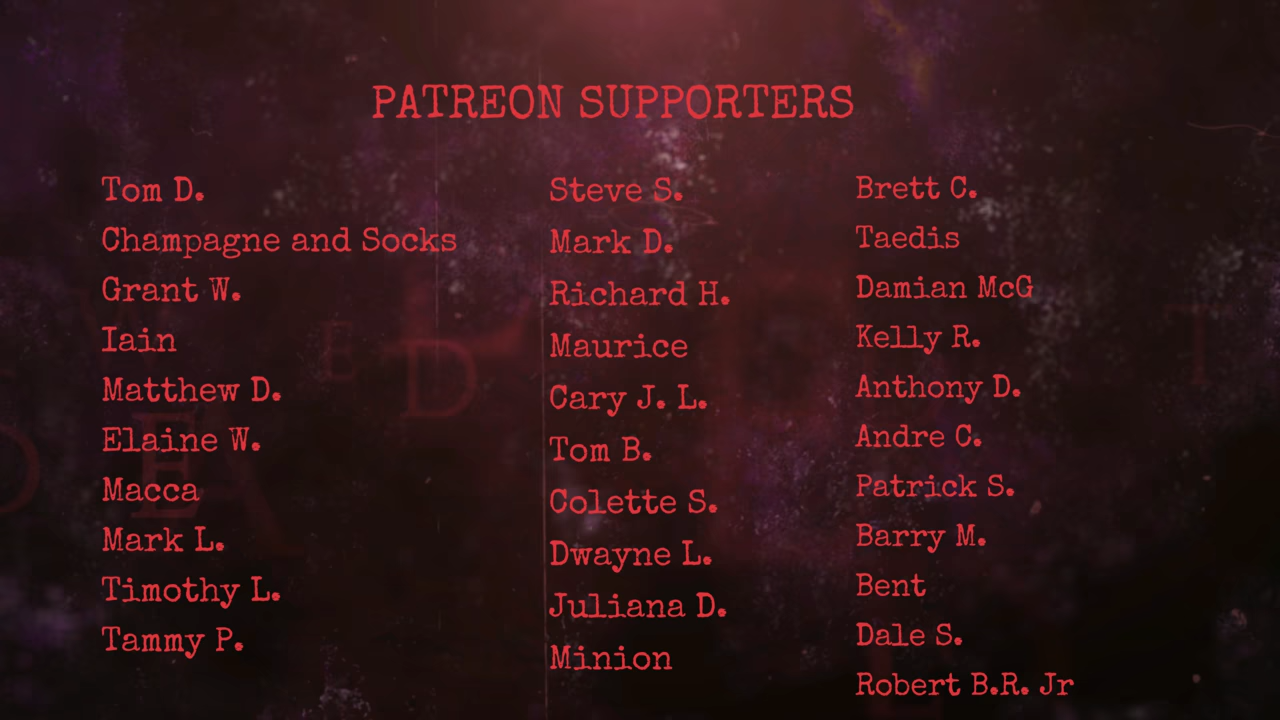 PATREON SUPPORTERS
Tom D.
Champagne and Socks
Grant W.
Iain
Matthew D.
Elaine W.
Macca
Mark L.
Timothy L.
Tammy P.
Steve S.
Mark D.
Richard H.
Maurice
Cary J. L.
Tom B.
Colette S.
Dwayne L.
Juliana D.
Minion
Brett C.
Taedis
Damian McG
Kelly R.
Anthony D.
Andre C.
Patrick S.
Barry M.
Bent
Dale S.
Robert B.R. Jr